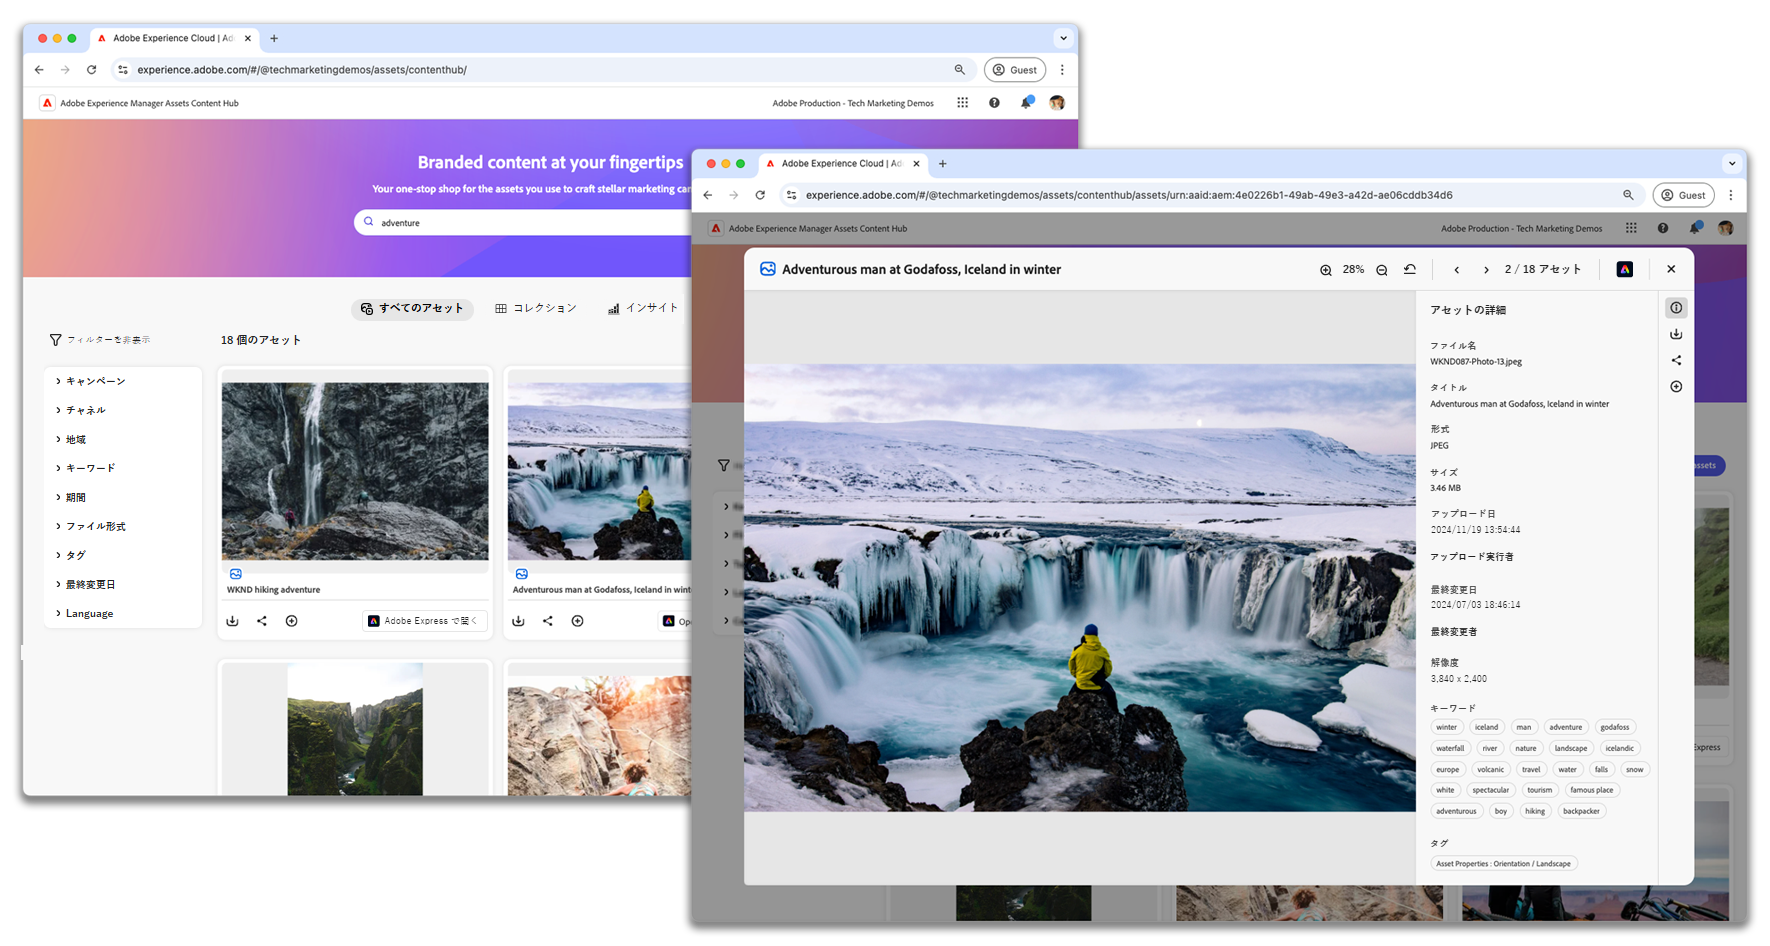 Adobe Experience Cloud | Ad
experience.adobe.com/#/@techmarketingdemos/assets/contenthub/
Guest
Adobe Experience Manager Assets Content Hub
Adobe Production - Tech Marketing Demos
Branded content at your fingertips
Your one-stop shop for the assets you use to craft stellar marketing
adventure
すべてのアセット
コレクション
インサイト
フィルターを非表示
18 個のアセット
キャンペーン
チャネル
地域
キーワード
期間
ファイル形式
タグ
最終変更日
Language
WKND hiking adventure
Adobe Express で開く
Adventurous man at Godafoss, Iceland in wint
Adobe Experience Cloud | Ad
experience.adobe.com/#/@techmarketingdemos/assets/contenthub/assets/urn:aaid:aem:4e0226b1-49ab-49e3-a42d-ae06cddb34d6
Guest
Adobe Experience Manager Assets Content Hub
Adobe Production - Tech Marketing Demos
Adventurous man at Godafoss, Iceland in winter
28%
2 / 18 アセット
アセットの詳細
ファイル名
WKND087-Photo-13.jpeg
タイトル
Adventurous man at Godafoss, Iceland in winter
形式
JPEG
サイズ
3.46 MB
アップロード日
2024/11/19 13:54:44
アップロード実行者
最終変更日
2024/07/03 18:46:14
最終変更者
解像度
3,840 x 2,400
キーワード
winter iceland man adventure godafoss
waterfall river nature landscape icelandic
europe volcanic travel water falls snow
white spectacular tourism famous place
adventurous boy hiking backpacker
タグ
Asset Properties : Orientation / Landscape
assets
Express